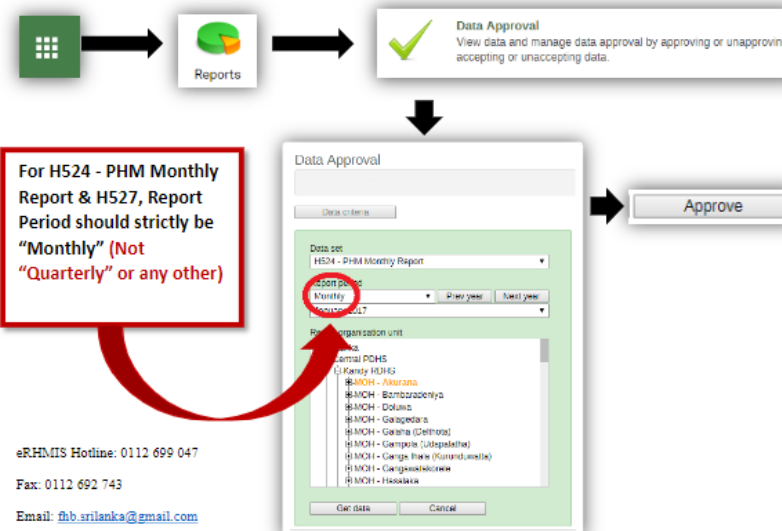 Reports
Data Approval
View data and manage data approval by approving or unapprovin
accepting or unaccepting data.
For H524 - PHM Monthly
Report & H527, Report
Period should strictly be
“Monthly” (Not
“Quarterly” or any other)
Data Approval
Data criteria
Data set
H524 - PHM Monthly Report
Report period
Monthly
Prev year
Next year
2017
organisation unit
Central PDHS
Kandy RDHS
MOH - Akurana
MOH - Bambaradeniya
MOH - Doluwa
MOH - Galagedara
MOH - Galaha (Delthota)
MOH - Gampola (Udapalatha)
MOH - Ganga Ihala (Kurunduwatta)
MOH - Gangawatakorele
MOH - Hasalaka
Get data
Cancel
Approve
eRHMIS Hotline: 0112 699 047
Fax: 0112 692 743
Email: fhb.srilanka@gmail.com